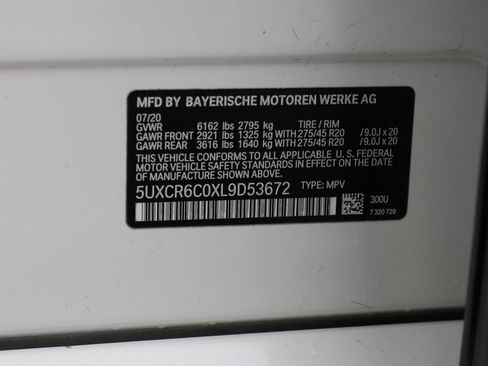 MFD BY BAYERISCHE MOTOREN WERKE AG
07/20
GVWR 6162 lbs 2795 kg TIRE / RIM
GAWR FRONT 2921 lbs 1325 kg WITH 275/45 R20 / 9.0J x 20
GAWR REAR 3616 lbs 1640 kg WITH 275/45 R20 / 9.0J x 20
THIS VEHICLE CONFORMS TO ALL APPLICABLE U. S. FEDERAL
MOTOR VEHICLE SAFETY STANDARDS IN EFFECT ON THE
DATE OF MANUFACTURE SHOWN ABOVE.
5UXCR6C0XL9D53672 TYPE: MPV
300U
7 320 729